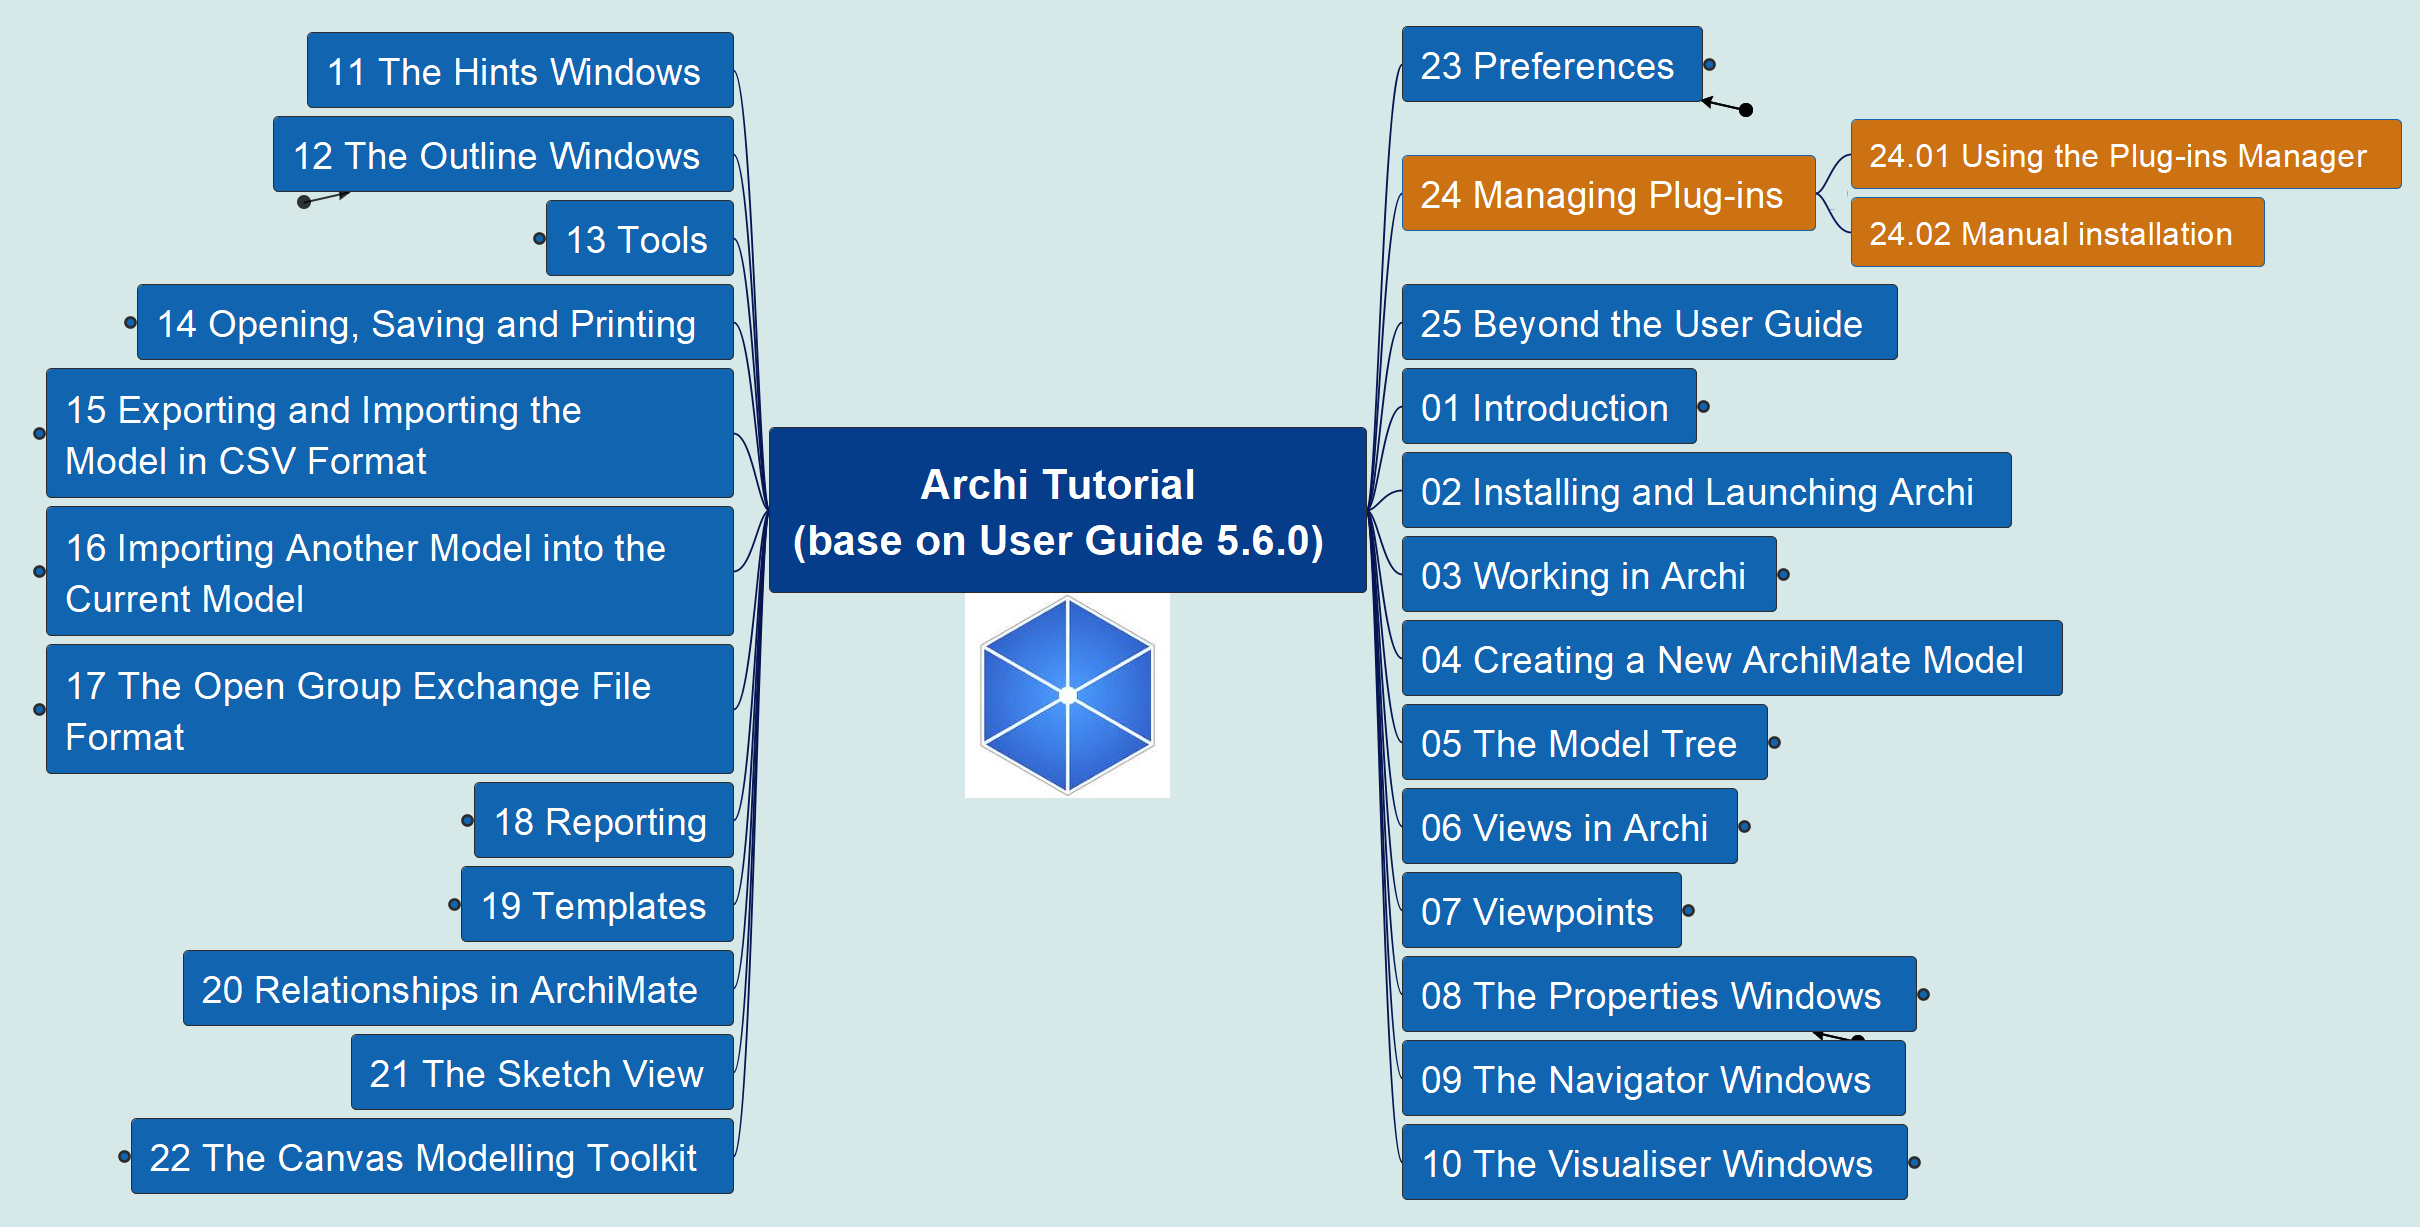 11 The Hints Windows
12 The Outline Windows
13 Tools
14 Opening, Saving and Printing
15 Exporting and Importing the
Model in CSV Format
16 Importing Another Model into the
Current Model
17 The Open Group Exchange File
Format
18 Reporting
19 Templates
20 Relationships in ArchiMate
21 The Sketch View
22 The Canvas Modelling Toolkit
Archi Tutorial
(base on User Guide 5.6.0)
23 Preferences
24 Managing Plug-ins
24.01 Using the Plug-ins Manager
24.02 Manual installation
25 Beyond the User Guide
01 Introduction
02 Installing and Launching Archi
03 Working in Archi
04 Creating a New ArchiMate Model
05 The Model Tree
06 Views in Archi
07 Viewpoints
08 The Properties Windows
09 The Navigator Windows
10 The Visualiser Windows